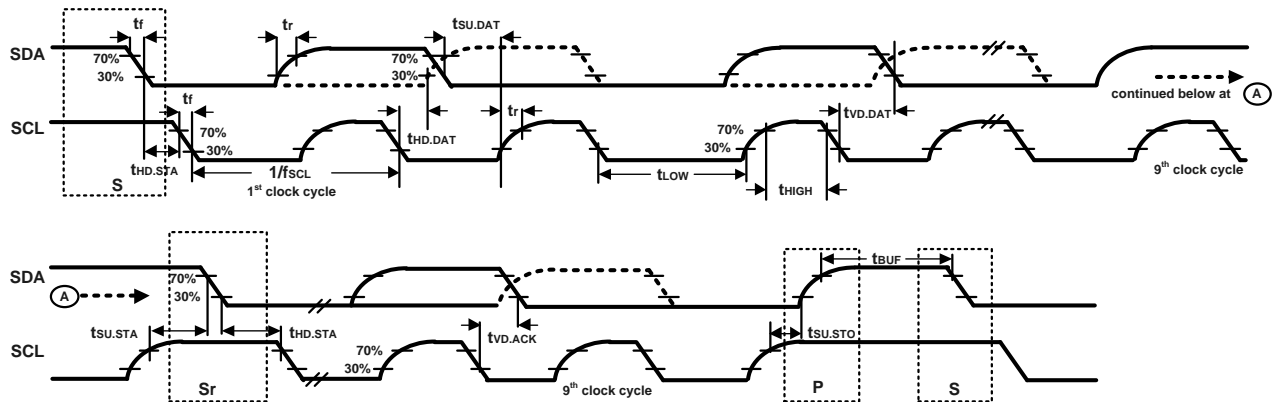 tf
tr
tSU.DAT
SDA
70%
30%
70%
30%
continued below at A
tf
tHD.DAT
tr
tVD.DAT
SCL
70%
30%
70%
30%
tHD.STA
S
1/fSCL
1st clock cycle
tLOW
tHIGH
9th clock cycle
SDA
A
70%
30%
tBUF
tSU.STA
tHD.STA
tVD.ACK
tSU.STO
SCL
70%
30%
Sr
9th clock cycle
P
S